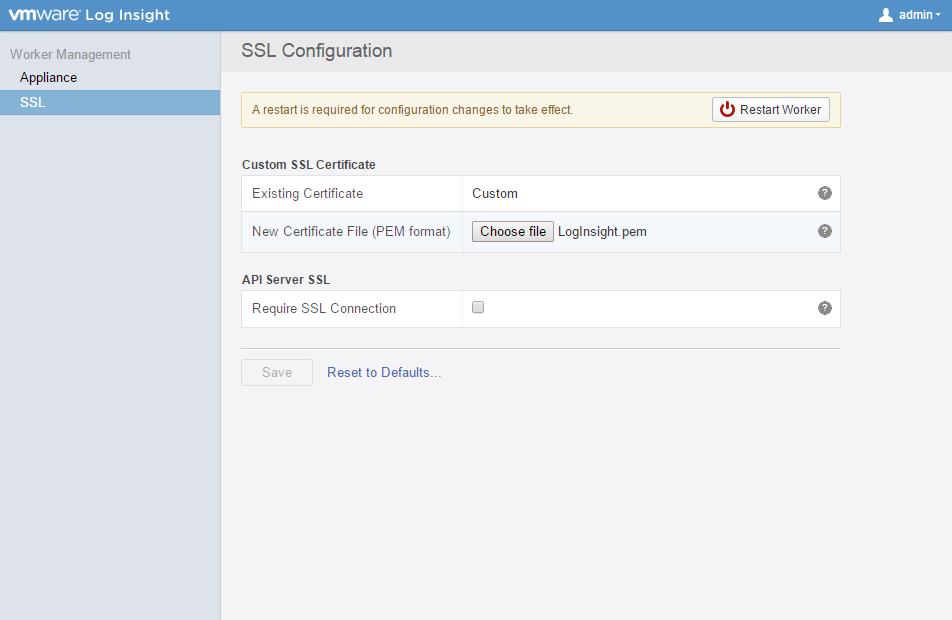 vmware® Log Insight
admin
Worker Management
Appliance
SSL
SSL Configuration
A restart is required for configuration changes to take effect.
Restart Worker
Custom SSL Certificate
Existing Certificate Custom ?
New Certificate File (PEM format) Choose file LogInsight.pem ?
API Server SSL
Require SSL Connection ?
Save Reset to Defaults...